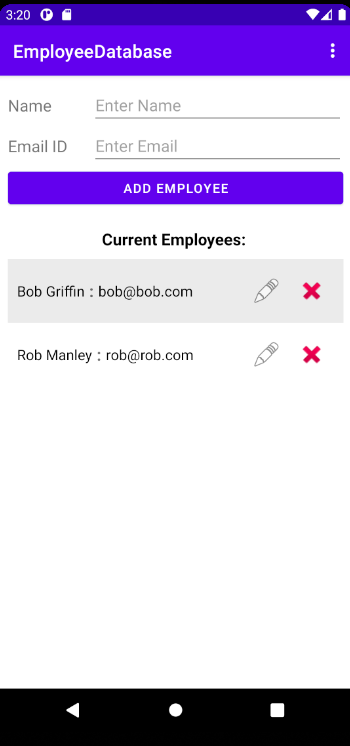 3:20
EmployeeDatabase
Name Enter Name
Email ID Enter Email
ADD EMPLOYEE
Current Employees:
Bob Griffin : bob@bob.com
Rob Manley : rob@rob.com